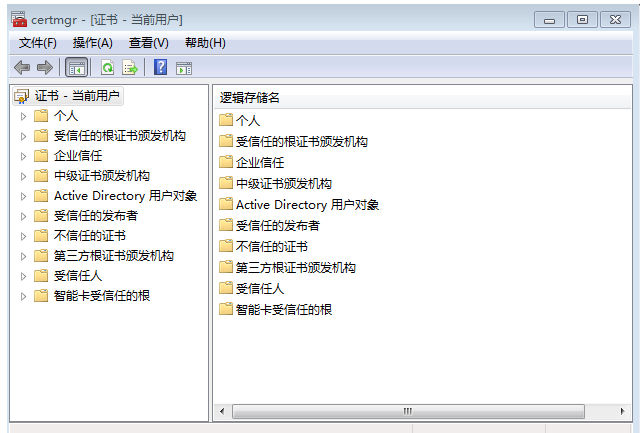 certmgr - [证书 - 当前用户]
文件(F) 操作(A) 查看(V) 帮助(H)
证书 - 当前用户
个人
受信任的根证书颁发机构
企业信任
中级证书颁发机构
Active Directory 用户对象
受信任的发布者
不信任的证书
第三方根证书颁发机构
受信任人
智能卡受信任的根
逻辑存储名
个人
受信任的根证书颁发机构
企业信任
中级证书颁发机构
Active Directory 用户对象
受信任的发布者
不信任的证书
第三方根证书颁发机构
受信任人
智能卡受信任的根